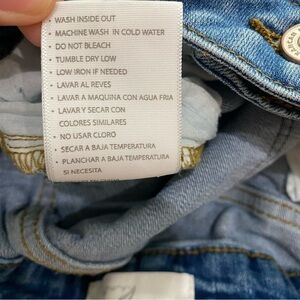 • WASH INSIDE OUT
MACHINE WASH IN COLD WATER
• DO NOT BLEACH
• TUMBLE DRY LOW
• LOW IRON IF NEEDED
• LAVAR AL REVES
• LAVAR A MAQUINA CON AGUA FRIA
• LAVAR Y SECAR CON
COLORES SIMILARES
• NO USAR CLORO
• SECAR A BAJA TEMPERATURA
• PLANCHAR A BAJA TEMPERATURA
SI NECESITA